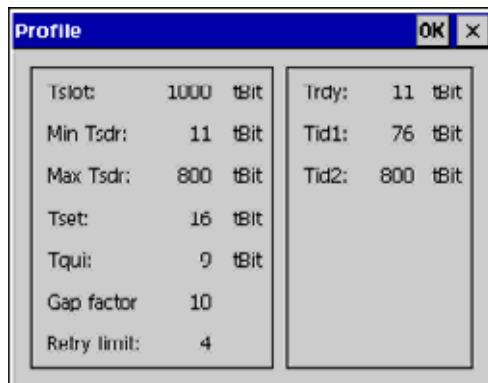 Profile OK ×
Tslot: 1000 tBit
Min Tsdr: 11 tBit
Max Tsdr: 800 tBit
Tset: 16 tBit
Tqui: 9 tBit
Gap factor 10
Retry limit: 4
Trdy: 11 tBit
Tid1: 76 tBit
Tid2: 800 tBit